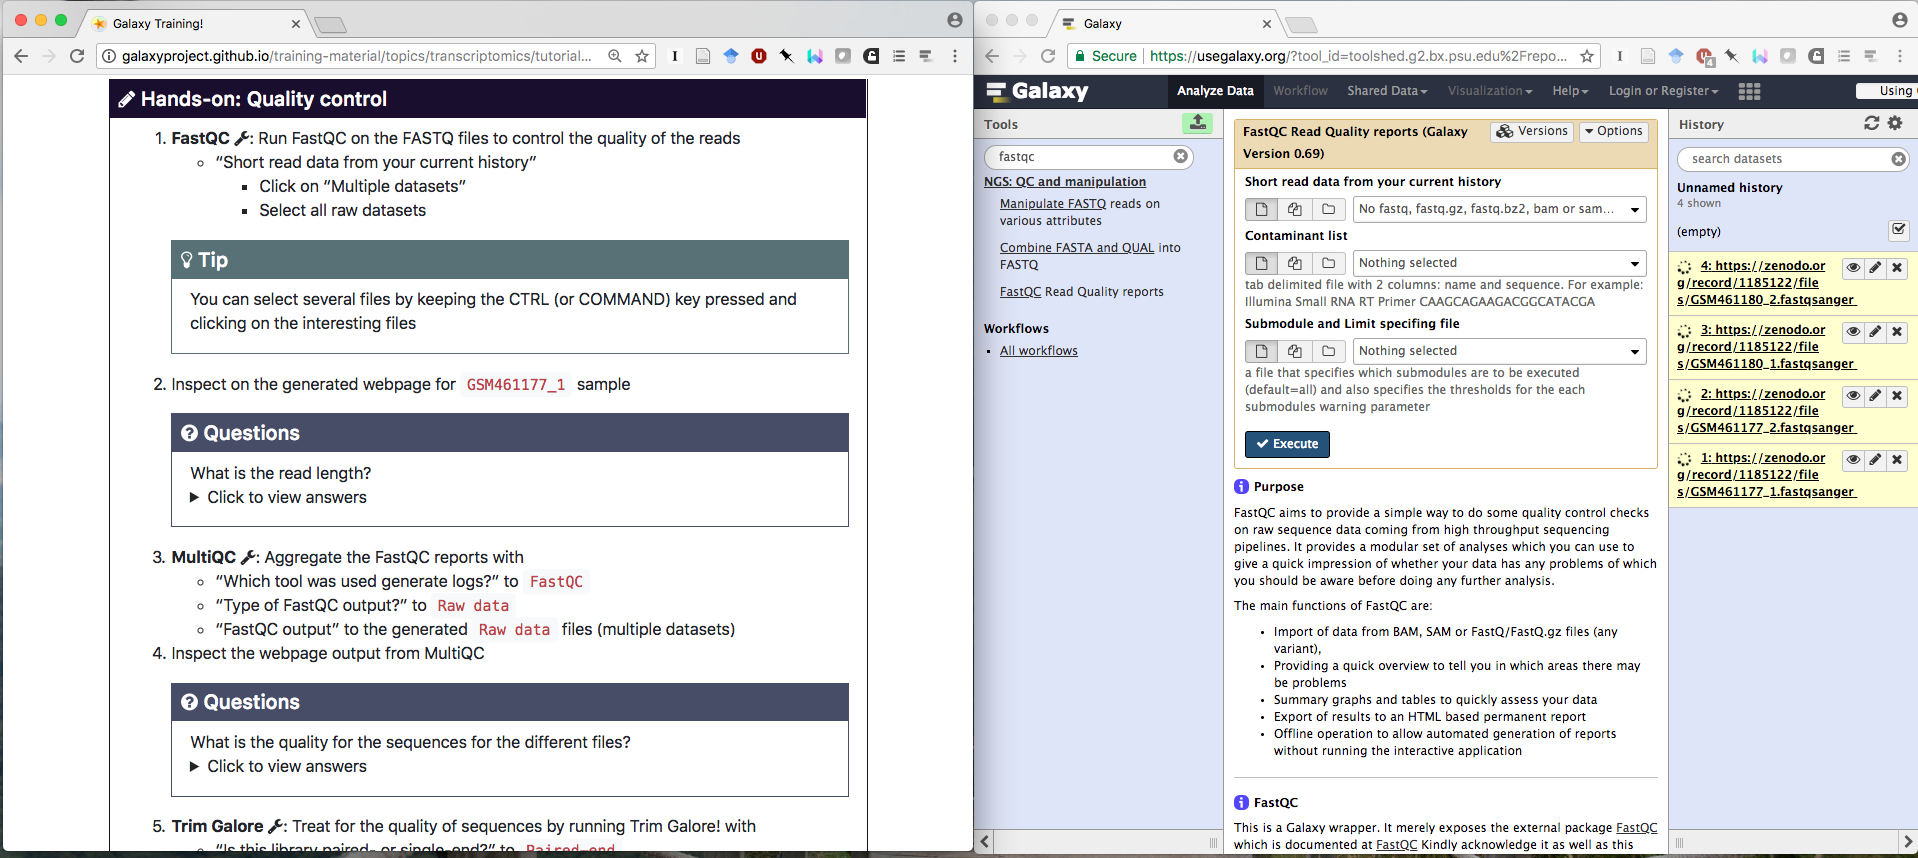 Galaxy Training!
galaxyproject.github.io/training-material/topics/transcriptomics/tutorial...
Hands-on: Quality control
1. FastQC : Run FastQC on the FASTQ files to control the quality of the reads
“Short read data from your current history”
Click on “Multiple datasets”
Select all raw datasets
Tip
You can select several files by keeping the CTRL (or COMMAND) key pressed and
clicking on the interesting files
2. Inspect on the generated webpage for GSM461177_1 sample
Questions
What is the read length?
Click to view answers
3. MultiQC : Aggregate the FastQC reports with
“Which tool was used generate logs?” to FastQC
“Type of FastQC output?” to Raw data
“FastQC output” to the generated Raw data files (multiple datasets)
4. Inspect the webpage output from MultiQC
Questions
What is the quality for the sequences for the different files?
Click to view answers
5. Trim Galore : Treat for the quality of sequences by running Trim Galore! with
“Is this library paired- or single-end?” to Paired-end
Galaxy
Secure https://usegalaxy.org/?tool_id=toolshed.g2.bx.psu.edu%2Frepo...
4
Galaxy
Analyze Data Workflow Shared Data Visualization Help Login or Register
Using
Tools
fastqc
NGS: QC and manipulation
Manipulate FASTQ reads on
various attributes
Combine FASTA and QUAL into
FASTQ
FastQC Read Quality reports
Workflows
All workflows
FastQC Read Quality reports (Galaxy
Version 0.69)
Versions
Options
Short read data from your current history
No fastq, fastq.gz, fastq.bz2, bam or sam...
Contaminant list
Nothing selected
tab delimited file with 2 columns: name and sequence. For example:
Illumina Small RNA RT Primer CAAGCAGAAGACGGCATACGA
Submodule and Limit specifing file
Nothing selected
a file that specifies which submodules are to be executed
(default=all) and also specifies the thresholds for the each
submodules warning parameter
Execute
Purpose
FastQC aims to provide a simple way to do some quality control checks
on raw sequence data coming from high throughput sequencing
pipelines. It provides a modular set of analyses which you can use to
give a quick impression of whether your data has any problems of which
you should be aware before doing any further analysis.
The main functions of FastQC are:
Import of data from BAM, SAM or FastQ/FastQ.gz files (any
variant),
Providing a quick overview to tell you in which areas there may
be problems
Summary graphs and tables to quickly assess your data
Export of results to an HTML based permanent report
Offline operation to allow automated generation of reports
without running the interactive application
FastQC
This is a Galaxy wrapper. It merely exposes the external package FastQC
which is documented at FastQC Kindly acknowledge it as well as this
History
search datasets
Unnamed history
4 shown
(empty)
4: https://zenodo.or
g/record/1185122/file
s/GSM461180_2.fastqsanger
3: https://zenodo.or
g/record/1185122/file
s/GSM461180_1.fastqsanger
2: https://zenodo.or
g/record/1185122/file
s/GSM461177_2.fastqsanger
1: https://zenodo.or
g/record/1185122/file
s/GSM461177_1.fastqsanger